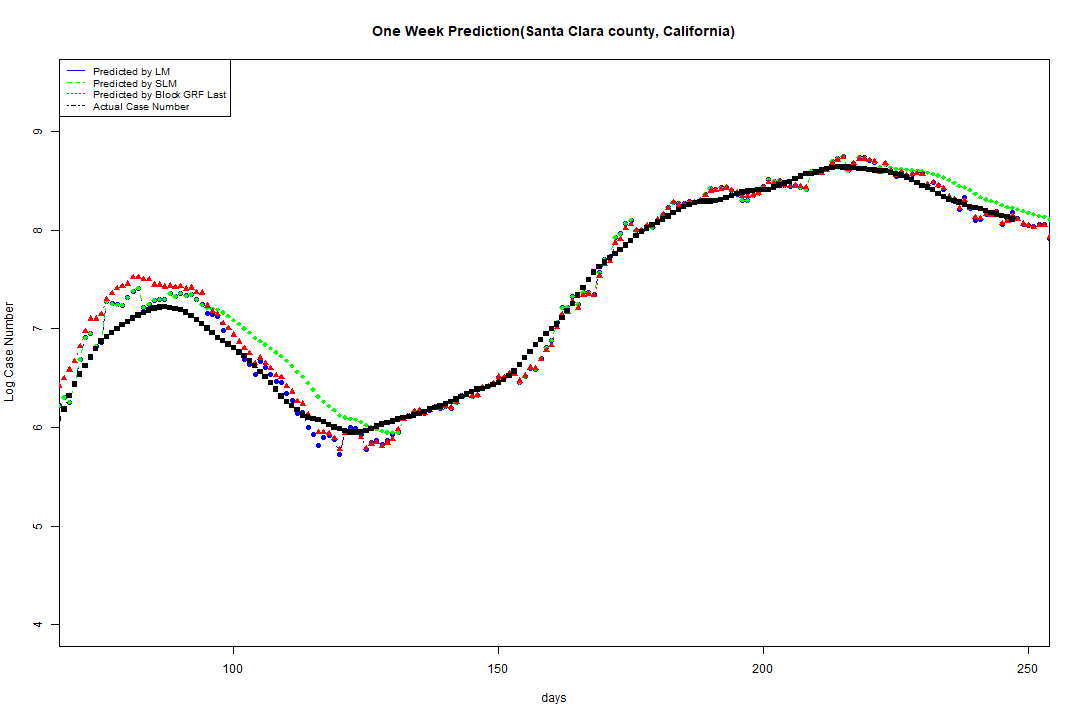 One Week Prediction(Santa Clara county, California)
Predicted by LM
Predicted by SLM
Predicted by Block GRF Last
Actual Case Number
9
8
7
6
5
4
Log Case Number
100
150
200
250
days